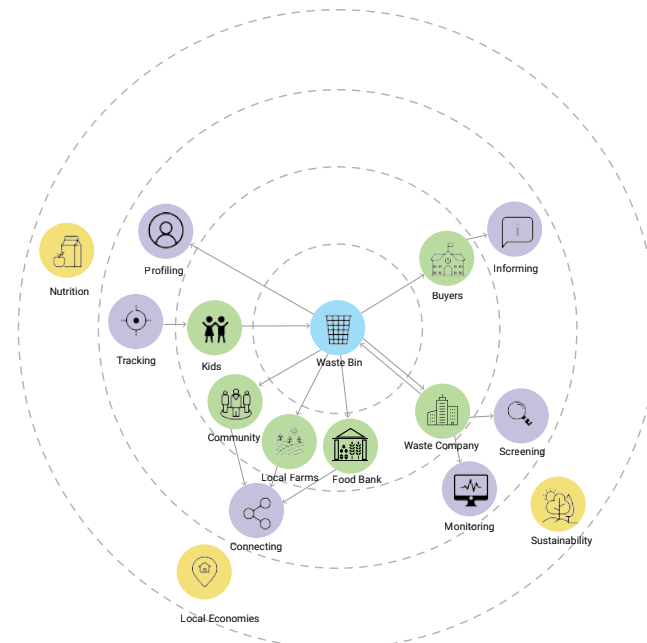 Informing
Profiling
Nutrition
Buyers
Tracking
Kids
Waste Bin
Community
Waste Company
Screening
Local Farms
Food Bank
Monitoring
Sustainability
Connecting
Local Economies